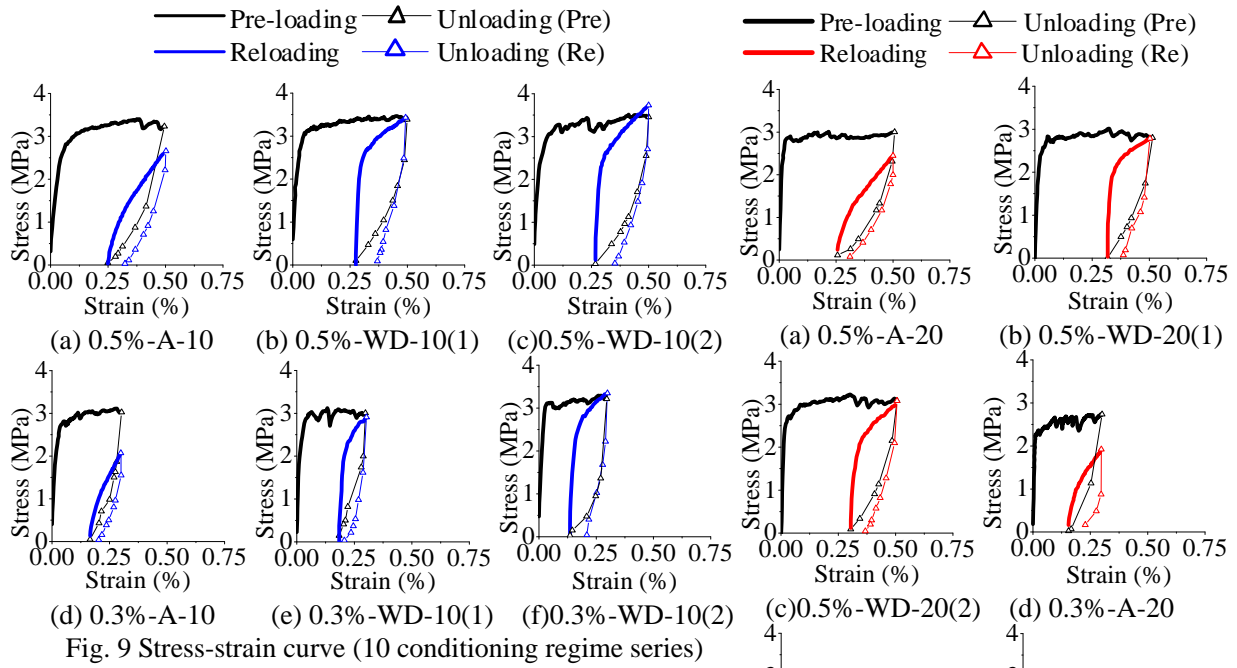 Pre-loading Unloading (Pre)
Reloading Unloading (Re)
4
3
2
1
0
Stress (MPa)
0.00 0.25 0.50 0.75
Strain (%)
(a) 0.5%-A-10
4
3
2
1
0
Stress (MPa)
0.00 0.25 0.50 0.75
Strain (%)
(b) 0.5%-WD-10(1)
4
3
2
1
0
Stress (MPa)
0.00 0.25 0.50 0.75
Strain (%)
(c)0.5%-WD-10(2)
4
3
2
1
0
Stress (MPa)
0.00 0.25 0.50 0.75
Strain (%)
(d) 0.3%-A-10
4
3
2
1
0
Stress (MPa)
0.00 0.25 0.50 0.75
Strain (%)
(e) 0.3%-WD-10(1)
4
3
2
1
0
Stress (MPa)
0.00 0.25 0.50 0.75
Strain (%)
(f)0.3%-WD-10(2)
Fig. 9 Stress-strain curve (10 conditioning regime series)
Pre-loading Unloading (Pre)
Reloading Unloading (Re)
4
3
2
1
0
Stress (MPa)
0.00 0.25 0.50 0.75
Strain (%)
(a) 0.5%-A-20
4
3
2
1
0
Stress (MPa)
0.00 0.25 0.50 0.75
Strain (%)
(b) 0.5%-WD-20(1)
4
3
2
1
0
Stress (MPa)
0.00 0.25 0.50 0.75
Strain (%)
(c)0.5%-WD-20(2)
4
3
2
1
0
Stress (MPa)
0.00 0.25 0.50 0.75
Strain (%)
(d) 0.3%-A-20
4
4